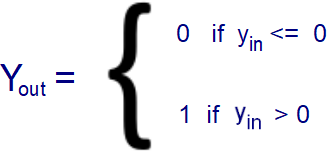 0 if yin <= 0
Yout = {
1 if yin > 0